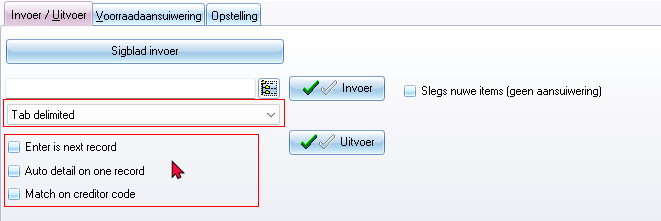 Invoer / Uitvoer Voorraadaansuiwering Opstelling
Sigblad invoer
Invoer Slegs nuwe items (geen aansuiwering)
Tab delimited
Uitvoer
Enter is next record
Auto detail on one record
Match on creditor code